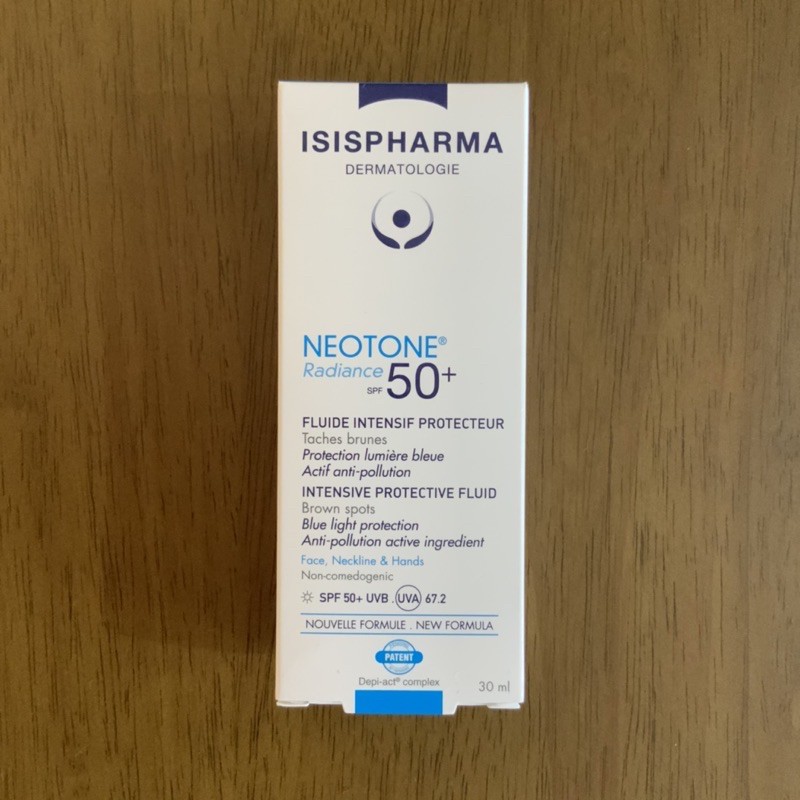 ISISPHARMA
DERMATOLOGIE
NEOTONE®
Radiance
SPF 50+
FLUIDE INTENSIF PROTECTEUR
Taches brunes
Protection lumière bleue
Actif anti-pollution
INTENSIVE PROTECTIVE FLUID
Brown spots
Blue light protection
Anti-pollution active ingredient
Face, Neckline & Hands
Non-comedogenic
SPF 50+ UVB . UVA 67.2
NOUVELLE FORMULE . NEW FORMULA
PATENT
Depi-act® complex
30 ml